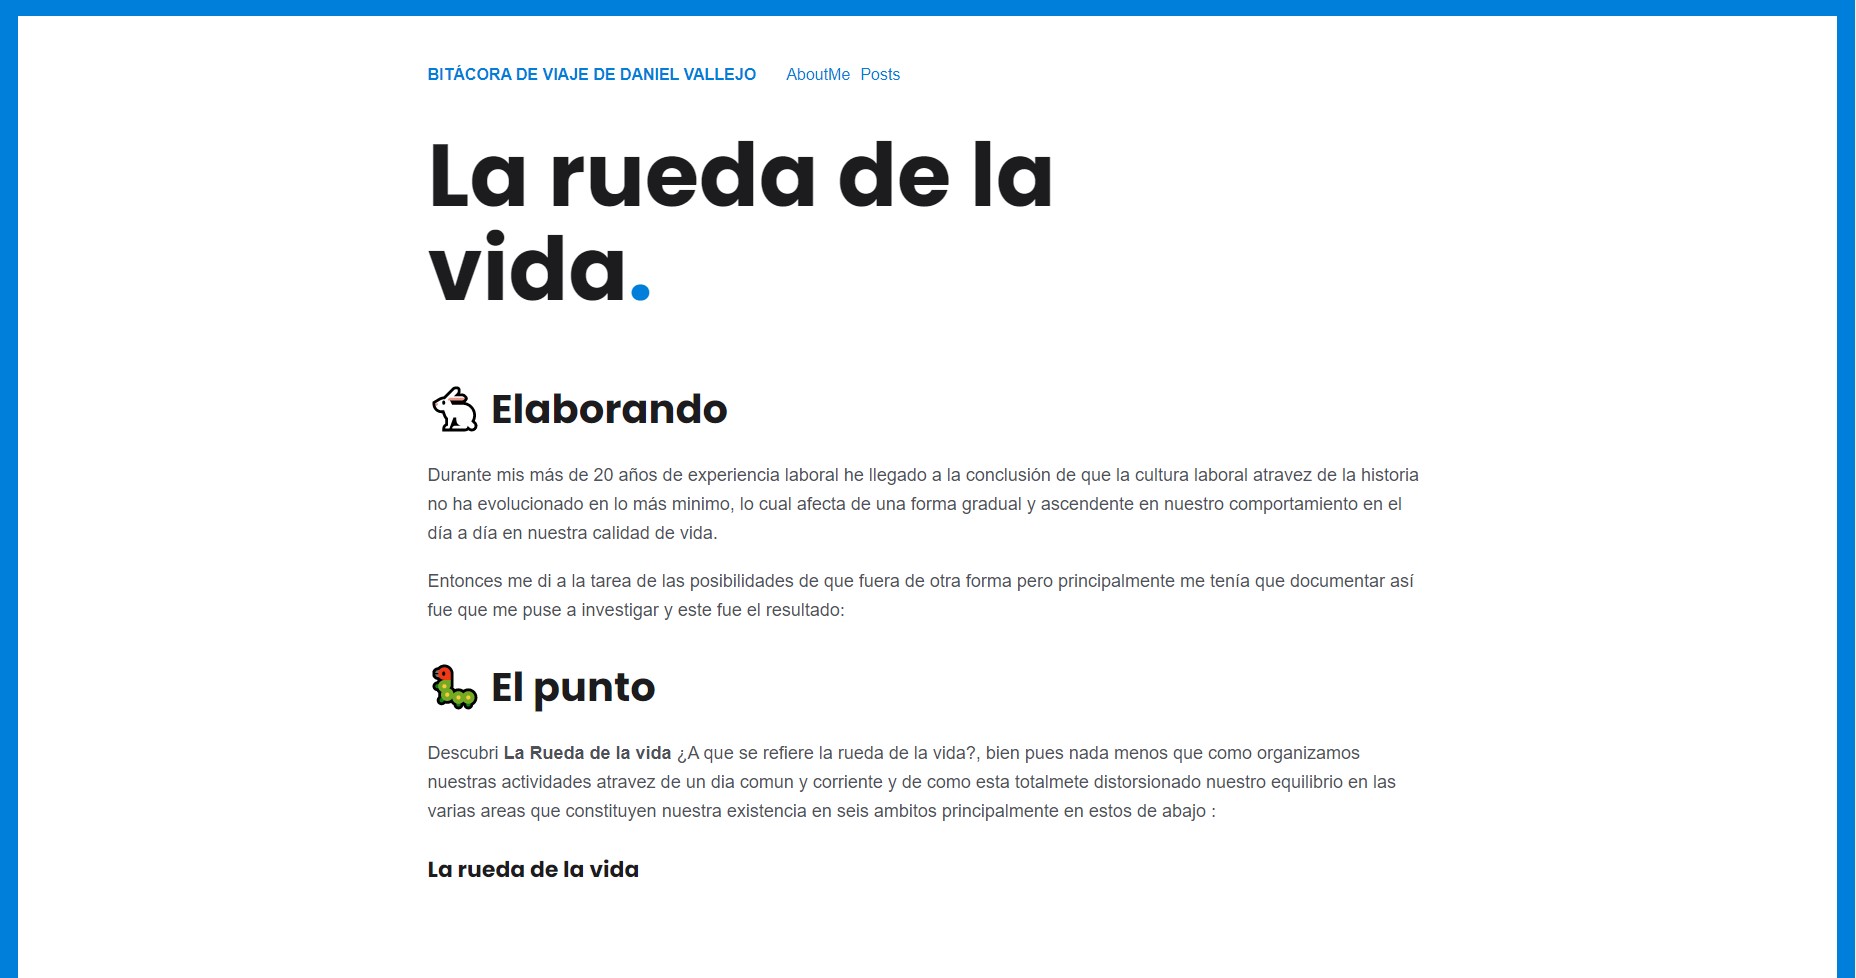 BITÁCORA DE VIAJE DE DANIEL VALLEJO AboutMe Posts
La rueda de la
vida.
Elaborando
Durante mis más de 20 años de experiencia laboral he llegado a la conclusión de que la cultura laboral atravez de la historia
no ha evolucionado en lo más minimo, lo cual afecta de una forma gradual y ascendente en nuestro comportamiento en el
día a día en nuestra calidad de vida.
Entonces me di a la tarea de las posibilidades de que fuera de otra forma pero principalmente me tenía que documentar así
fue que me puse a investigar y este fue el resultado:
El punto
Descubri La Rueda de la vida ¿A que se refiere la rueda de la vida?, bien pues nada menos que como organizamos
nuestras actividades atravez de un dia comun y corriente y de como esta totalmete distorsionado nuestro equilibrio en las
varias areas que constituyen nuestra existencia en seis ambitos principalmente en estos de abajo :
La rueda de la vida